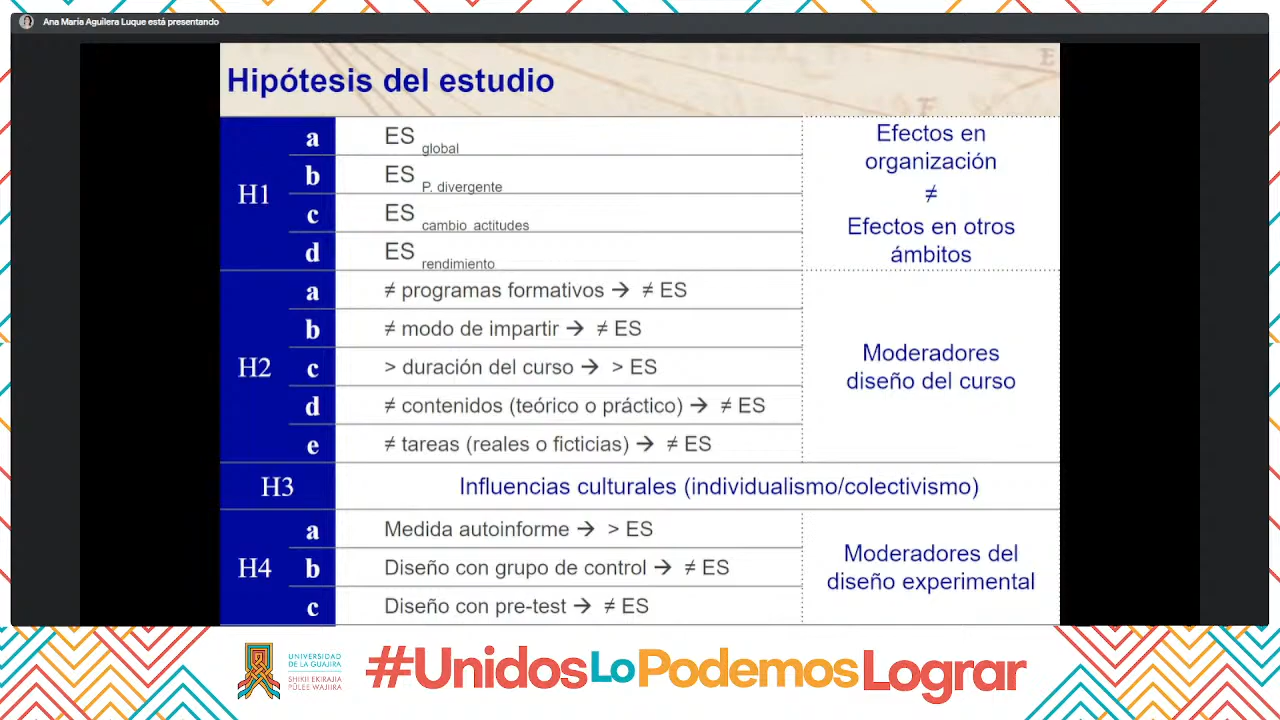 Ana María Aguilera Luque está presentando
Hipótesis del estudio
H1
a
ES global
b
ES P. divergente
c
ES cambio actitudes
d
ES rendimiento
Efectos en
organización
≠
Efectos en otros
ámbitos
H2
a
≠ programas formativos → ≠ ES
b
≠ modo de impartir → ≠ ES
c
> duración del curso → > ES
d
≠ contenidos (teórico o práctico) → ≠ ES
e
≠ tareas (reales o ficticias) → ≠ ES
Moderadores
diseño del curso
H3
Influencias culturales (individualismo/colectivismo)
H4
a
Medida autoinforme → > ES
b
Diseño con grupo de control → ≠ ES
c
Diseño con pre-test → ≠ ES
Moderadores del
diseño experimental
UNIVERSIDAD
DE LA GUAJIRA
SHIKII EKIRAJIA
PÜLEE WAJIIRA
#UnidosLoPodemosLograr